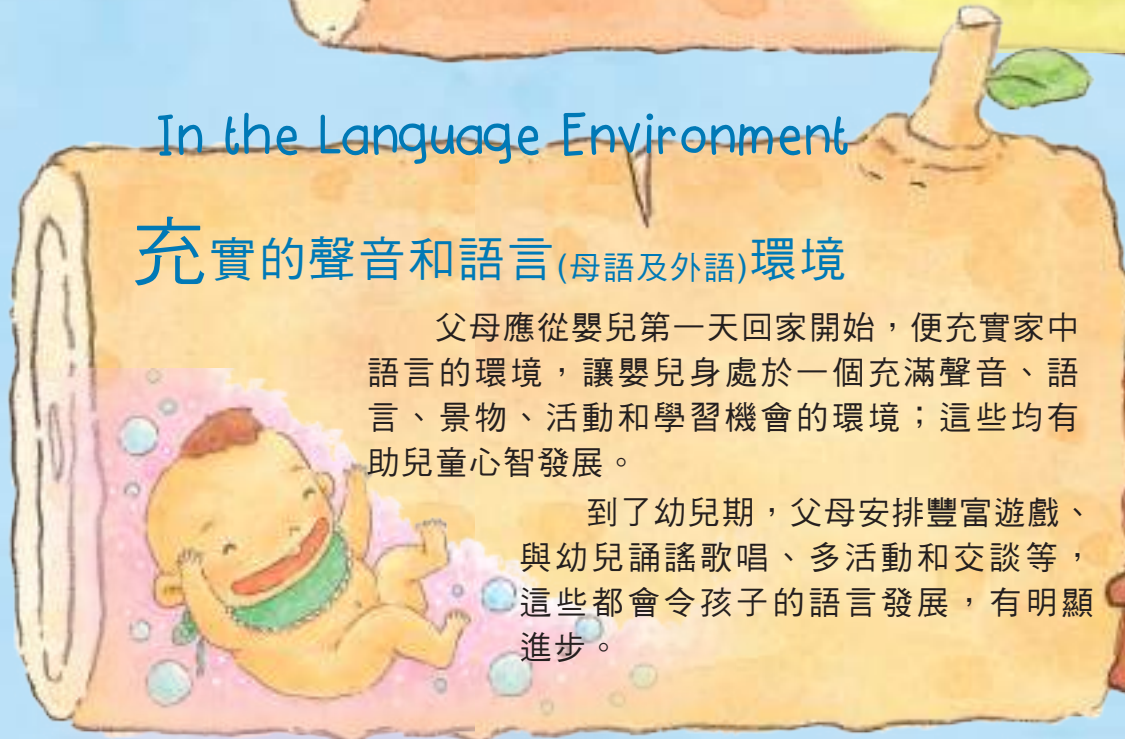 In the Language Environment
充實的聲音和語言(母語及外語)環境
父母應從嬰兒第一天回家開始，便充實家中
語言的環境，讓嬰兒身處於一個充滿聲音、語
言、景物、活動和學習機會的環境；這些均有
助兒童心智發展。
到了幼兒期，父母安排豐富遊戲、
與幼兒誦謠歌唱、多活動和交談等，
這些都會令孩子的語言發展，有明顯
進步。